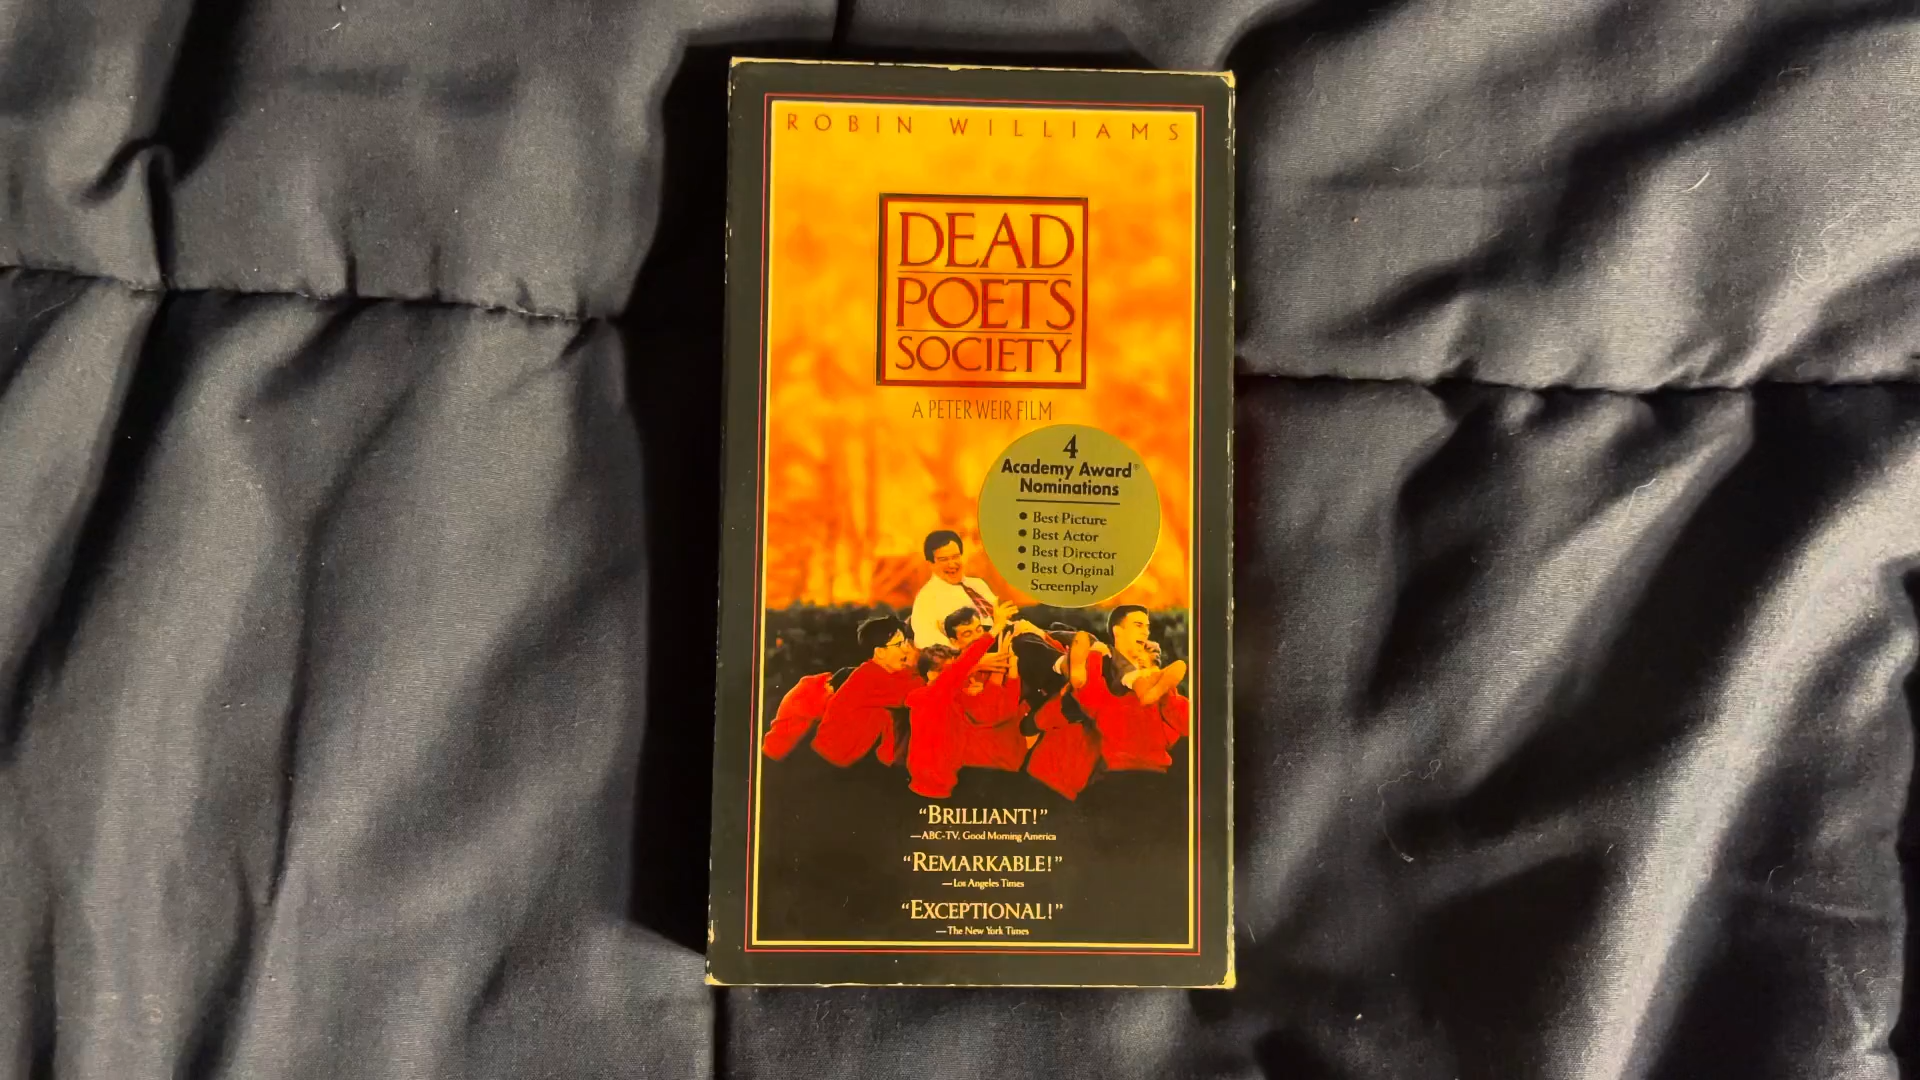 ROBIN WILLIAMS
DEAD
POETS
SOCIETY
A PETER WEIR FILM
4
Academy Award®
Nominations
• Best Picture
• Best Actor
• Best Director
• Best Original
Screenplay
“BRILLIANT!”
—ABC-TV, Good Morning America
“REMARKABLE!”
—Los Angeles Times
“EXCEPTIONAL!”
—The New York Times